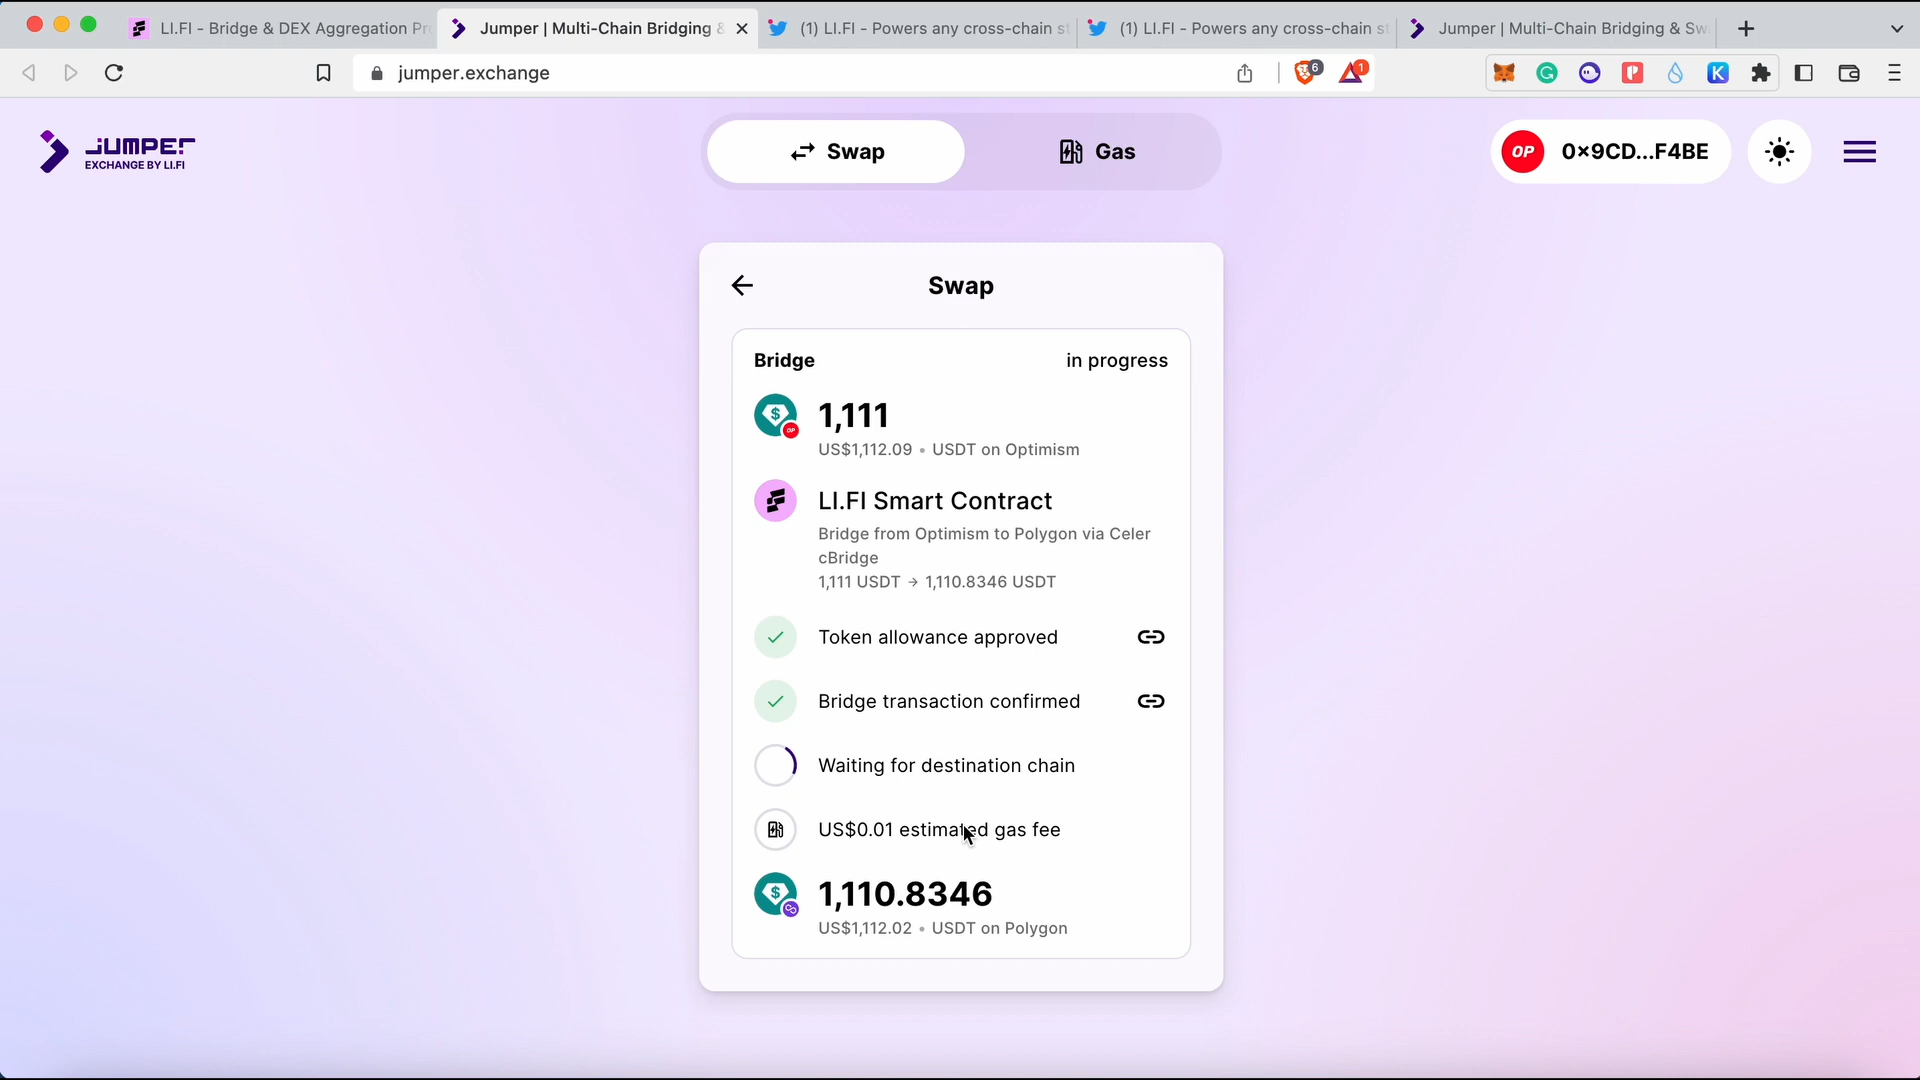 LI.FI - Bridge & DEX Aggregation Pr
Jumper | Multi-Chain Bridging &
(1) LI.FI - Powers any cross-chain st
(1) LI.FI - Powers any cross-chain st
Jumper | Multi-Chain Bridging & Sw
jumper.exchange
6
1
K
JUMPER
EXCHANGE BY LI.FI
Swap
Gas
OP
0×9CD...F4BE
Swap
Bridge
in progress
$
OP
1,111
US$1,112.09 • USDT on Optimism
LI.FI Smart Contract
Bridge from Optimism to Polygon via Celer
cBridge
1,111 USDT → 1,110.8346 USDT
Token allowance approved
Bridge transaction confirmed
Waiting for destination chain
US$0.01 estimated gas fee
$
1,110.8346
US$1,112.02 • USDT on Polygon